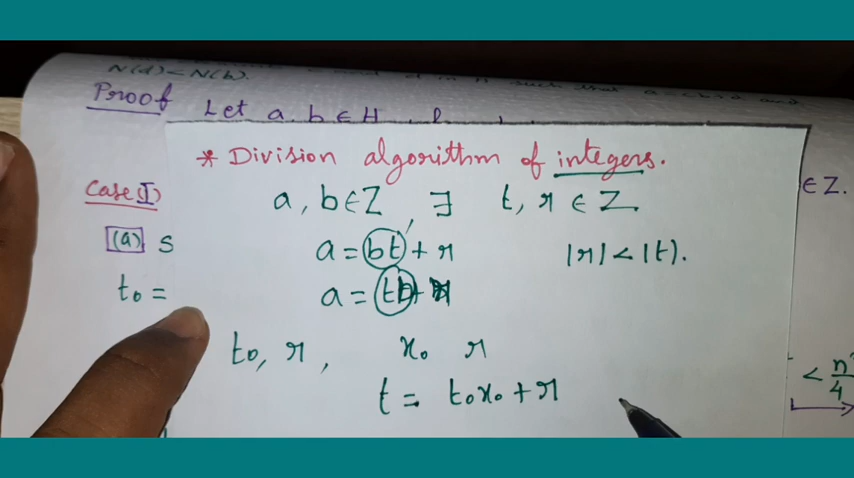 N(d) < N(b).
Proof Let a, b ∈ H,
* Division algorithm of integers.
∈ Z.
Case (I) a, b ∈ Z, ∃ t, r ∈ Z
(a) S a = bt + r |r| < |t|.
t₀ = a = tb +
t₀, r, x₀ r
< n/4
t = t₀x₀ + r